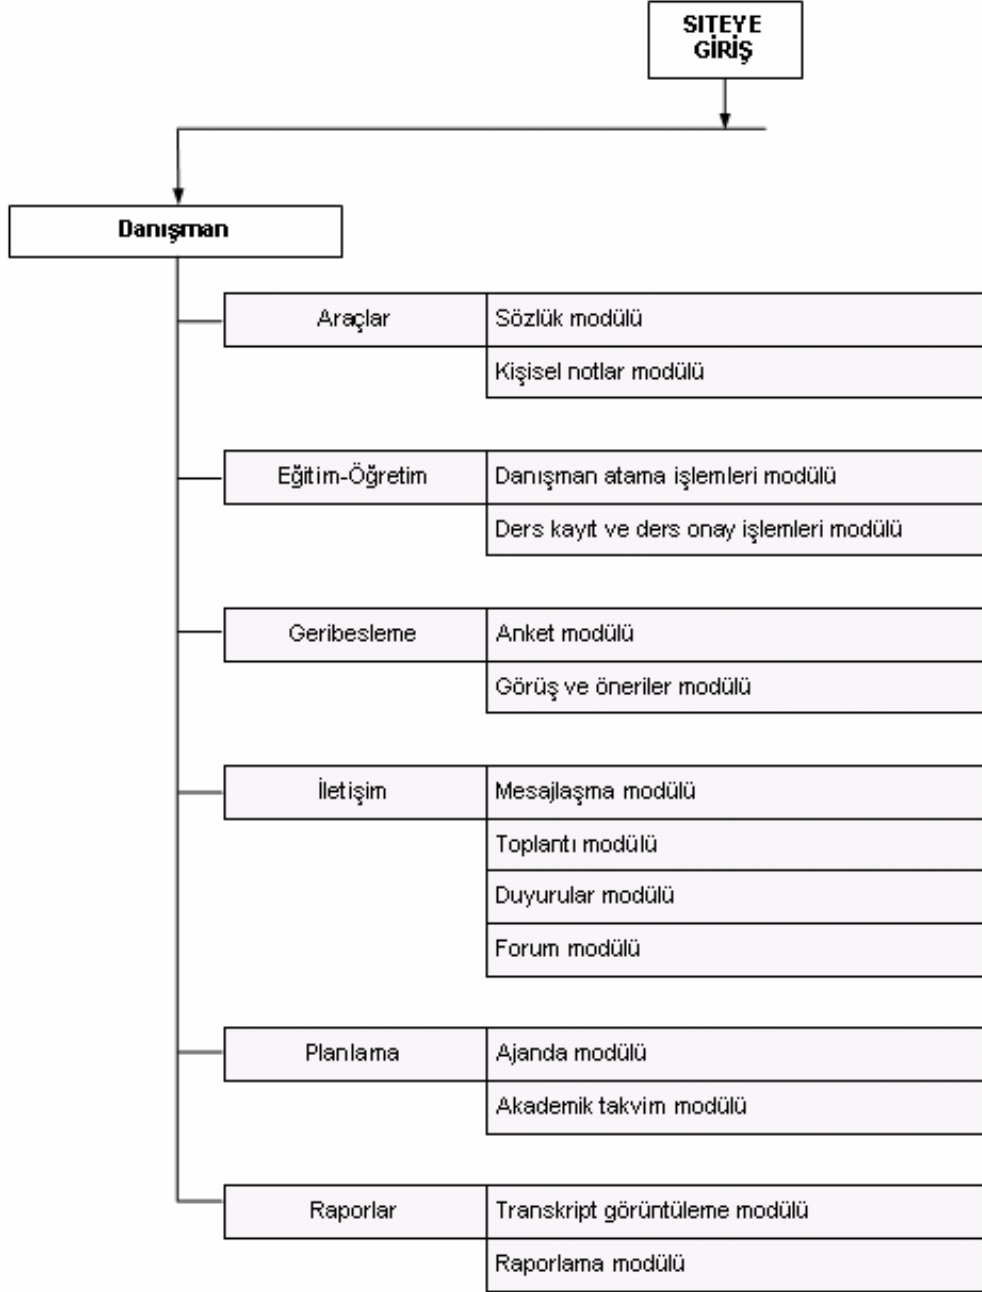 SITEYE
GİRİŞ
Danışman
Araçlar
Sözlük modülü
Kişisel notlar modülü
Eğitim-Öğretim
Danışman atama işlemleri modülü
Ders kayıt ve ders onay işlemleri modülü
Geribesleme
Anket modülü
Görüş ve öneriler modülü
İletişim
Mesajlaşma modülü
Toplantı modülü
Duyurular modülü
Forum modülü
Planlama
Ajanda modülü
Akademik takvim modülü
Raporlar
Transkript görüntüleme modülü
Raporlama modülü